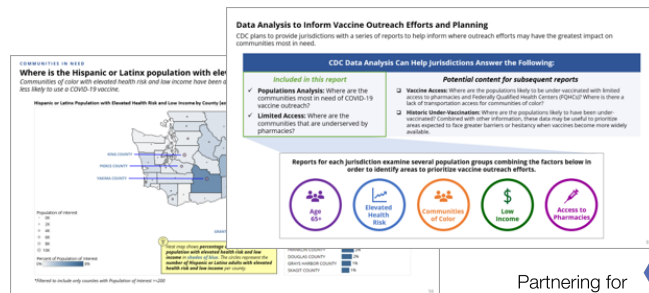 Data Analysis to Inform Vaccine Outreach Efforts and Planning
CDC plans to provide jurisdictions with a series of reports to help inform where outreach efforts may have the greatest impact on
communities most in need.
CDC Data Analysis Can Help Jurisdictions Answer the Following:
Included in this report
✓ Populations Analysis: Where are the
communities most in need of COVID-19
vaccine outreach?
✓ Limited Access: Where are the
communities that are underserved by
pharmacies?
Potential content for subsequent reports
❑ Vaccine Access: Where are the populations likely to be under-vaccinated with limited
access to pharmacies and Federally Qualified Health Centers (FQHCs)? Where is there a
lack of transportation access for communities of color?
❑ Historic Under-Vaccination: Where are the populations likely to have been under-
vaccinated? Combined with other information, these data may be useful to prioritize
areas expected to face greater barriers or hesitancy when vaccines become more widely
available.
Reports for each jurisdiction examine several population groups combining the factors below in
order to identify areas to prioritize vaccine outreach efforts.
Age
65+
Elevated
Health
Risk
Communities
of Color
Low
Income
Access to
Pharmacies
COMMUNITIES IN NEED
Where is the Hispanic or Latinx population with elev
Communities of color with elevated health risk and low income have been
less likely to use a COVID-19 vaccine.
Hispanic or Latinx Population with Elevated Health Risk and Low Income by County
KING COUNTY
PIERCE COUNTY
YAKIMA COUNTY
GRANT
Population of Interest
Percent of Population of Interest
Heat map shows percentage
population with elevated health risk and low
income in shades of blue. The circles represent the
number of Hispanic or Latinx adults with elevated
health risk and low income per county.
FRANKLIN COUNTY
DOUGLAS COUNTY
GRAYS HARBOR COUNTY
SKAGIT COUNTY
*Filtered to include only counties with Population of Interest >=200
Partnering for